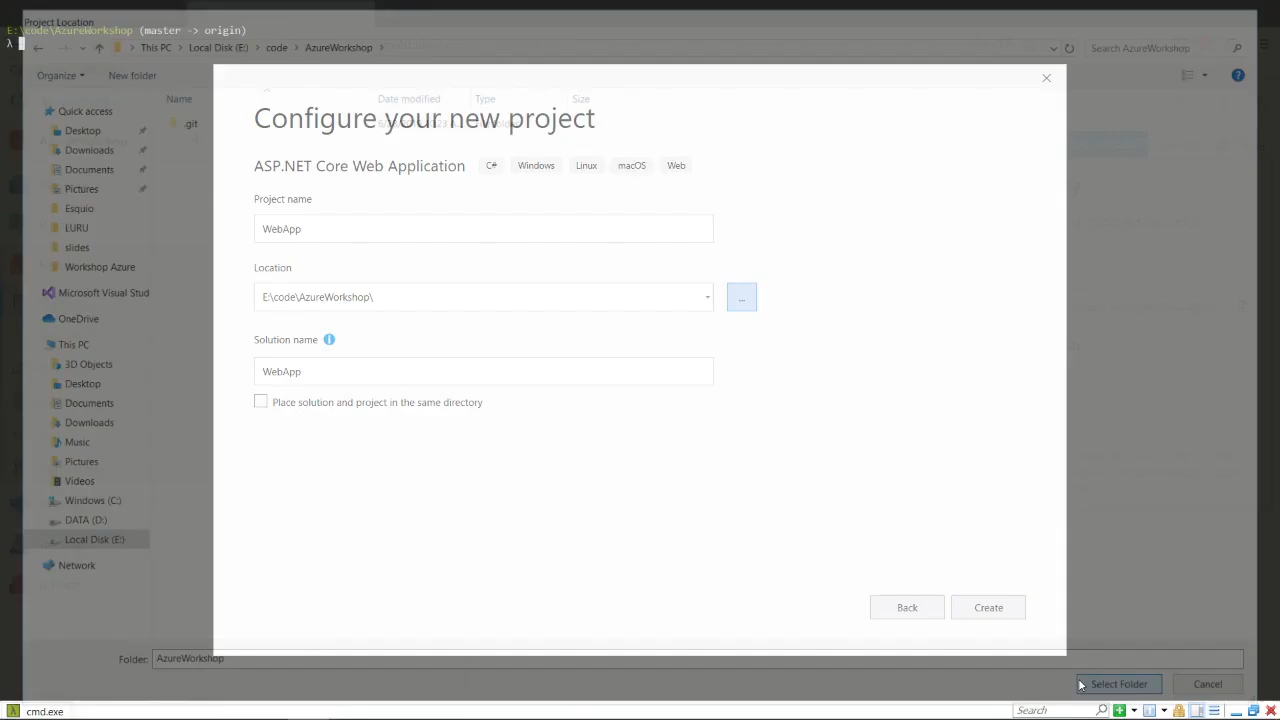 Project Location
E:\code\AzureWorkshop (master -> origin)
λ
This PC > Local Disk (E:) > code > AzureWorkshop >
Search AzureWorkshop
Organize
New folder
Name
Date modified
Type
Size
.git
Quick access
Desktop
Downloads
Documents
Pictures
Esquio
LURU
slides
Workshop Azure
Microsoft Visual Stud
OneDrive
This PC
3D Objects
Desktop
Documents
Downloads
Music
Pictures
Videos
Windows (C:)
DATA (D:)
Local Disk (E:)
Network
Configure your new project
ASP.NET Core Web Application C# Windows Linux macOS Web
Project name
WebApp
Location
E:\code\AzureWorkshop\
...
Solution name
WebApp
Place solution and project in the same directory
Back
Create
Folder: AzureWorkshop
Select Folder
Cancel
cmd.exe
Search